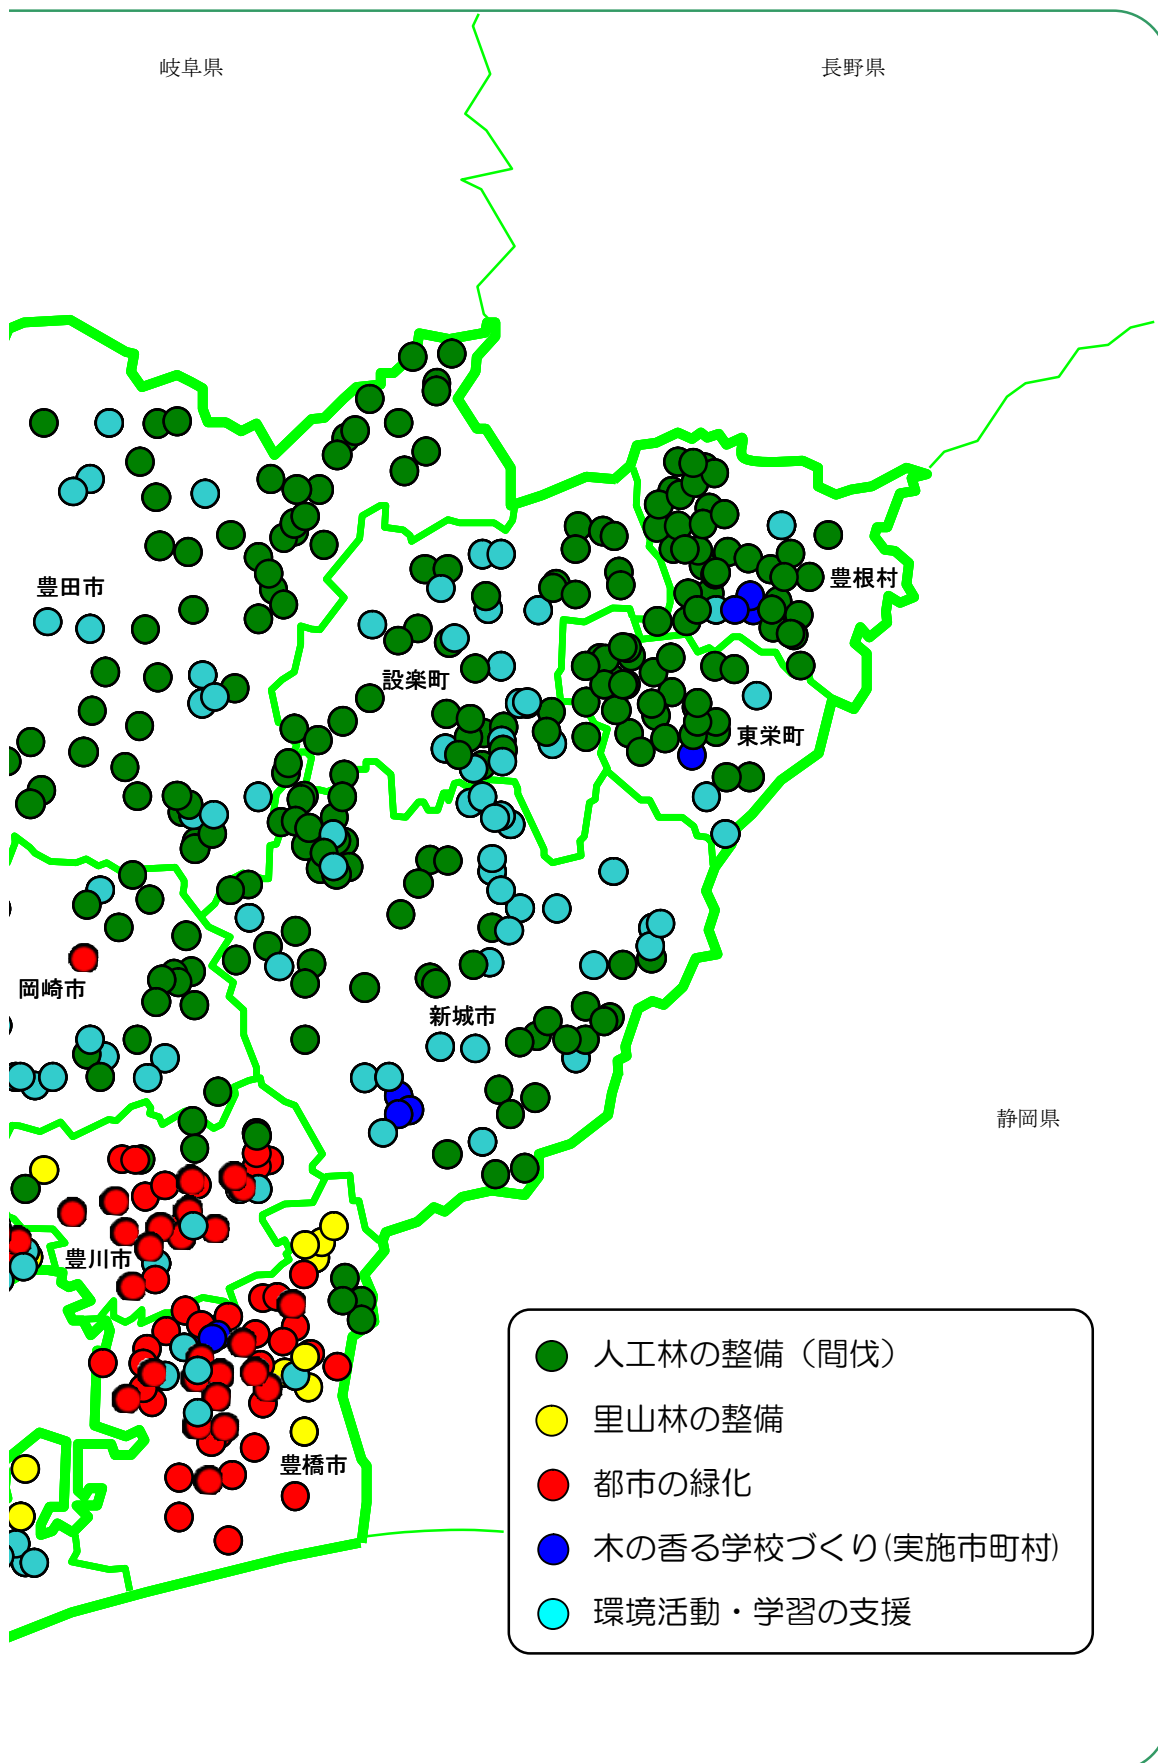 岐阜県
長野県
豊田市
豊根村
設楽町
東栄町
岡崎市
新城市
静岡県
豊川市
豊橋市
人工林の整備（間伐）
里山林の整備
都市の緑化
木の香る学校づくり(実施市町村)
環境活動・学習の支援